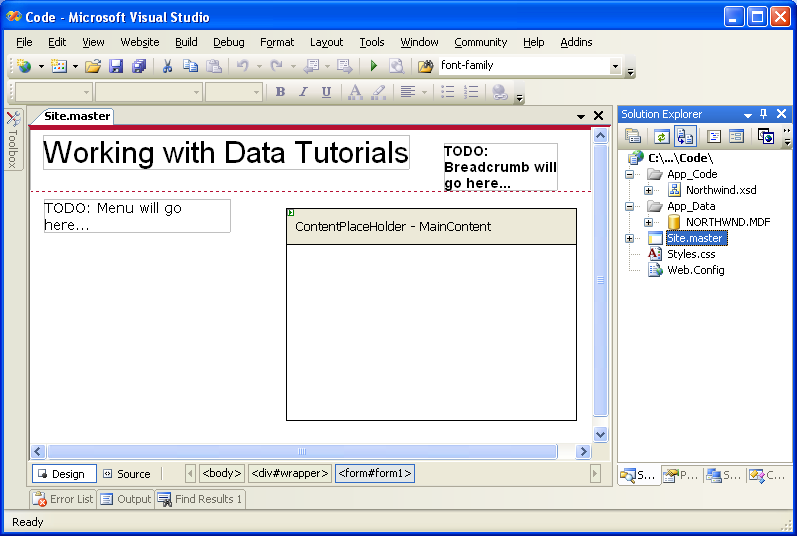 Code - Microsoft Visual Studio
File Edit View Website Build Debug Format Layout Tools Window Community Help Addins
font-family
B I U A
Toolbox
Site.master
Working with Data Tutorials
TODO:
Breadcrumb will
go here...
TODO: Menu will go
here...
ContentPlaceHolder - MainContent
Design Source <body> <div#wrapper> <form#form1>
Error List Output Find Results 1
Ready
Solution Explorer
C:\...\Code\
App_Code
Northwind.xsd
App_Data
NORTHWND.MDF
Site.master
Styles.css
Web.Config
S... P... S... C...